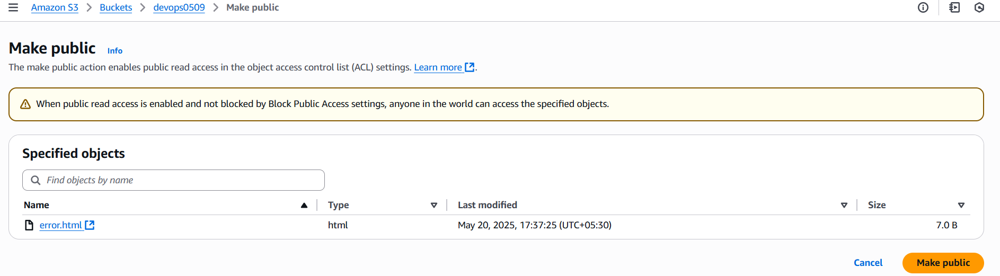 Amazon S3 > Buckets > devops0509 > Make public
Make public Info
The make public action enables public read access in the object access control list (ACL) settings. Learn more.
When public read access is enabled and not blocked by Block Public Access settings, anyone in the world can access the specified objects.
Specified objects
Find objects by name
Name Type Last modified Size
error.html html May 20, 2025, 17:37:25 (UTC+05:30) 7.0 B
Cancel Make public